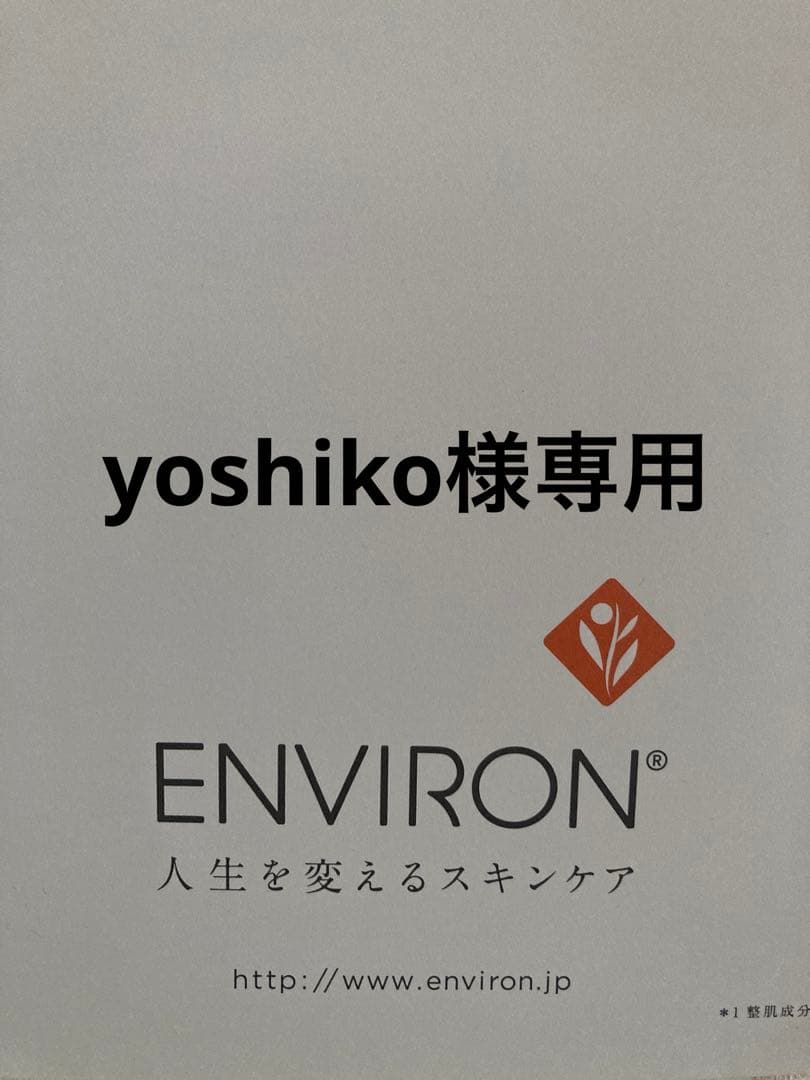 yoshiko様専用
ENVIRON®
人生を変えるスキンケア
http://www.environ.jp
*1 整肌成分